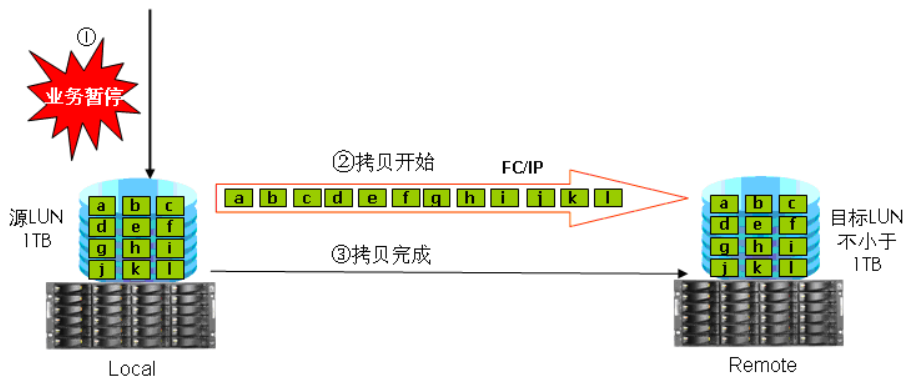 ①
业务暂停
②拷贝开始
FC/IP
a b c d e f q h i j k l
a b c
d e f
g h i
j k l
源LUN
1TB
③拷贝完成
a b c
d e f
g h i
j k l
目标LUN
不小于
1TB
Local
Remote